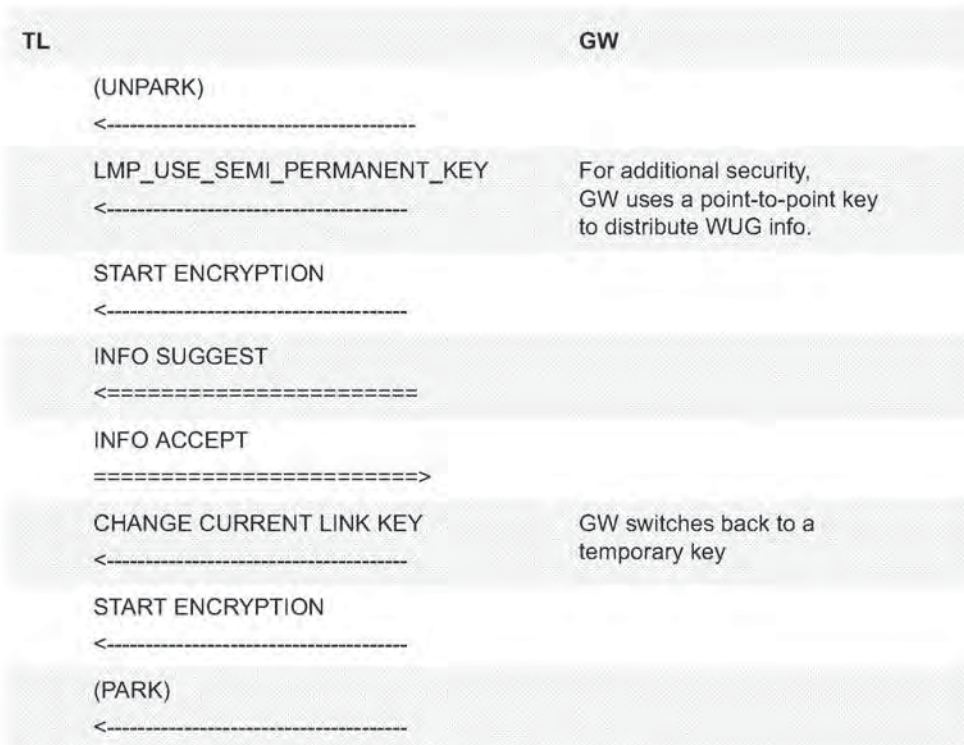 TL GW
(UNPARK)
<----------------------------------------
LMP_USE_SEMI_PERMANENT_KEY For additional security,
<--------------------------------------- GW uses a point-to-point key
to distribute WUG info.
START ENCRYPTION
<---------------------------------------
INFO SUGGEST
<=======================
INFO ACCEPT
========================>
CHANGE CURRENT LINK KEY GW switches back to a
<--------------------------------------- temporary key
START ENCRYPTION
<---------------------------------------
(PARK)
<---------------------------------------